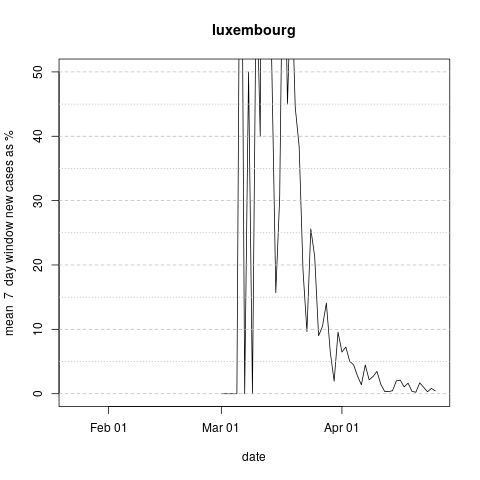 luxembourg
mean 7 day window new cases as %
50
40
30
20
10
0
Feb 01
Mar 01
Apr 01
date